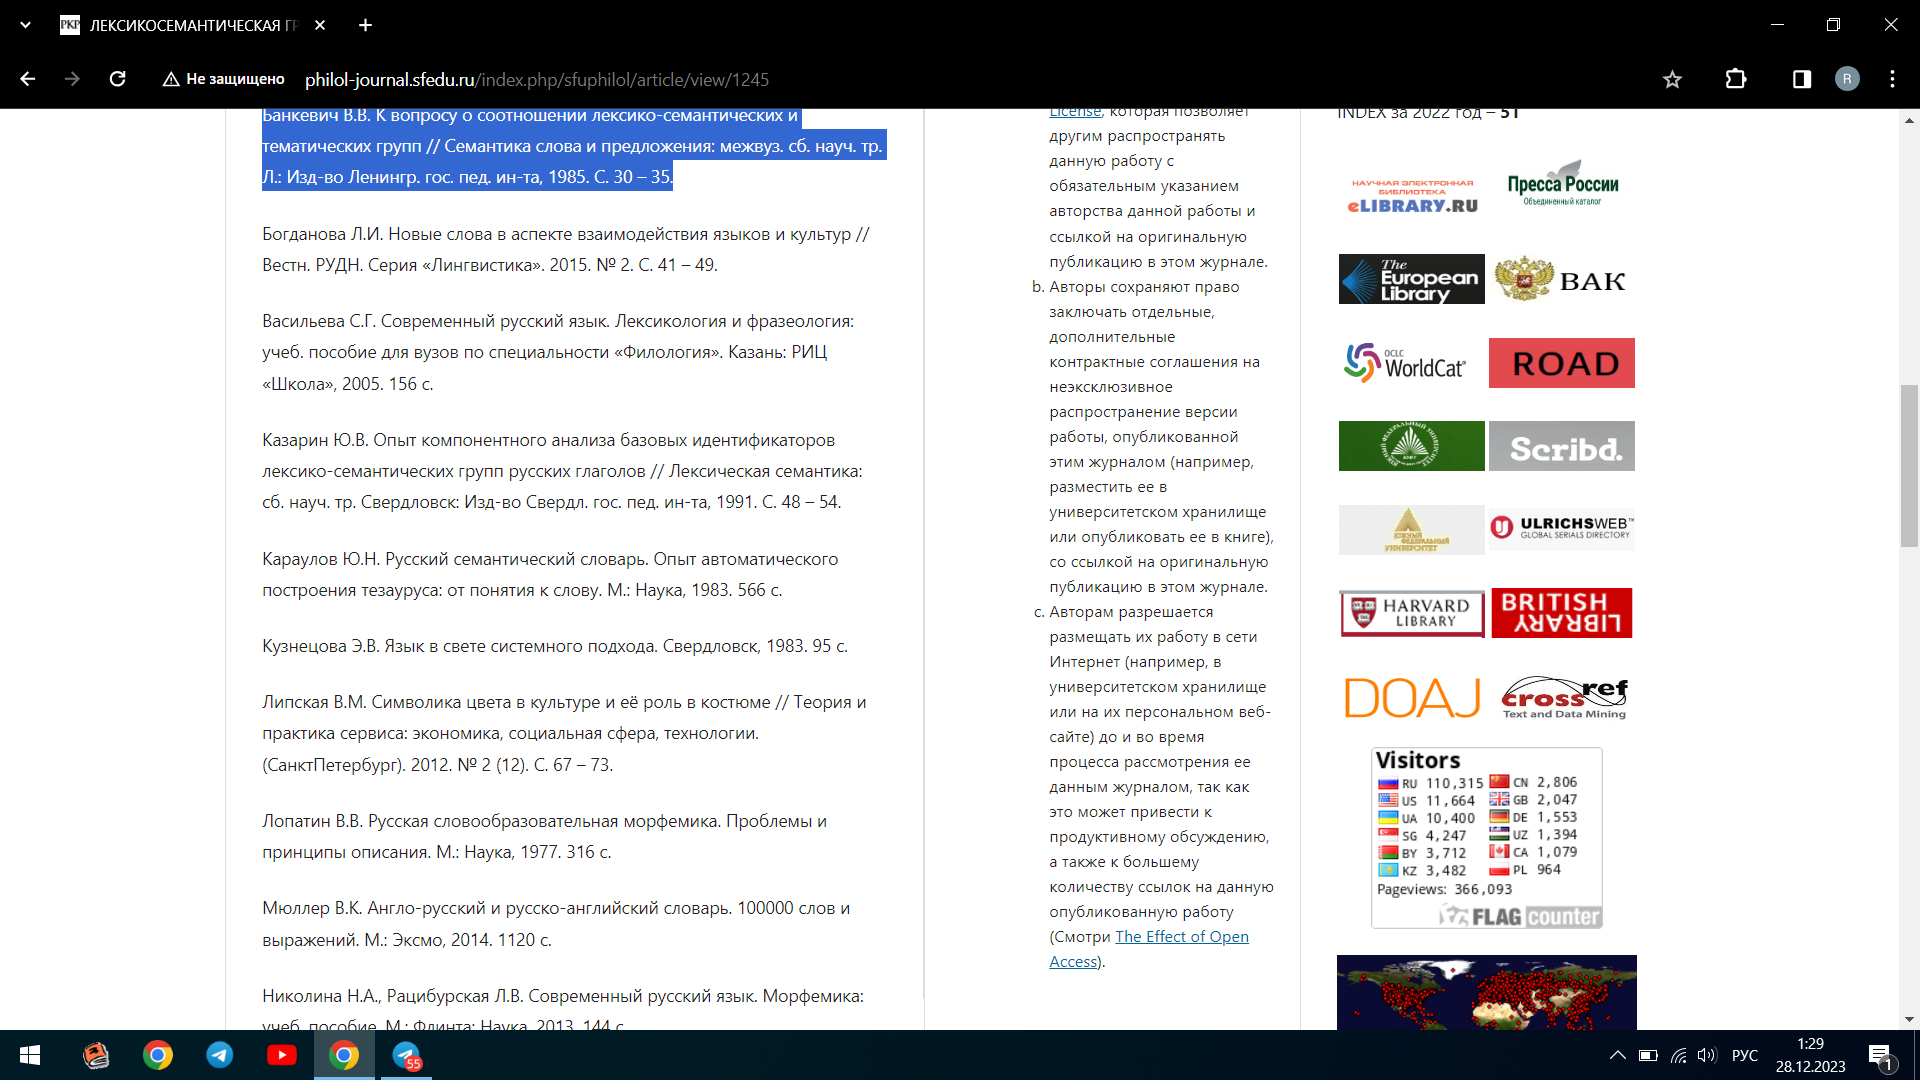 ЛЕКСИКОСЕМАНТИЧЕСКАЯ ГР
Не защищено
philol-journal.sfedu.ru/index.php/sfuphilol/article/view/1245
R
Банкевич В.В. К вопросу о соотношении лексико-семантических и
тематических групп // Семантика слова и предложения: межвуз. сб. науч. тр.
Л.: Изд-во Ленингр. гос. пед. ин-та, 1985. С. 30 – 35.
Богданова Л.И. Новые слова в аспекте взаимодействия языков и культур //
Вестн. РУДН. Серия «Лингвистика». 2015. № 2. С. 41 – 49.
Васильева С.Г. Современный русский язык. Лексикология и фразеология:
учеб. пособие для вузов по специальности «Филология». Казань: РИЦ
«Школа», 2005. 156 с.
Казарин Ю.В. Опыт компонентного анализа базовых идентификаторов
лексико-семантических групп русских глаголов // Лексическая семантика:
сб. науч. тр. Свердловск: Изд-во Свердл. гос. пед. ин-та, 1991. С. 48 – 54.
Караулов Ю.Н. Русский семантический словарь. Опыт автоматического
построения тезауруса: от понятия к слову. М.: Наука, 1983. 566 с.
Кузнецова Э.В. Язык в свете системного подхода. Свердловск, 1983. 95 с.
Липская В.М. Символика цвета в культуре и её роль в костюме // Теория и
практика сервиса: экономика, социальная сфера, технологии.
(СанктПетербург). 2012. № 2 (12). С. 67 – 73.
Лопатин В.В. Русская словообразовательная морфемика. Проблемы и
принципы описания. М.: Наука, 1977. 316 с.
Мюллер В.К. Англо-русский и русско-английский словарь. 100000 слов и
выражений. М.: Эксмо, 2014. 1120 с.
Николина Н.А., Рацибурская Л.В. Современный русский язык. Морфемика:
учеб. пособие. М.: Флинта: Наука, 2013. 144 с.
License, которая позволяет
другим распространять
данную работу с
обязательным указанием
авторства данной работы и
ссылкой на оригинальную
публикацию в этом журнале.
b. Авторы сохраняют право
заключать отдельные,
дополнительные
контрактные соглашения на
неэксклюзивное
распространение версии
работы, опубликованной
этим журналом (например,
разместить ее в
университетском хранилище
или опубликовать ее в книге),
со ссылкой на оригинальную
публикацию в этом журнале.
c. Авторам разрешается
размещать их работу в сети
Интернет (например, в
университетском хранилище
или на их персональном веб-
сайте) до и во время
процесса рассмотрения ее
данным журналом, так как
это может привести к
продуктивному обсуждению,
а также к большему
количеству ссылок на данную
опубликованную работу
(Смотри The Effect of Open
Access).
INDEX за 2022 год – 51
НАУЧНАЯ ЭЛЕКТРОННАЯ
БИБЛИОТЕКА
eLIBRARY.RU
Пресса России
Объединенный каталог
The
European
Library
ВАК
OCLC
WorldCat®
ROAD
Scribd.
ЮЖНЫЙ
ФЕДЕРАЛЬНЫЙ
УНИВЕРСИТЕТ
ULRICHSWEB™
GLOBAL SERIALS DIRECTORY
HARVARD
LIBRARY
BRITISH
LIBRARY
DOAJ
crossref
Text and Data Mining
Visitors
RU 110,315 CN 2,806
US 11,664 GB 2,047
UA 10,400 DE 1,553
SG 4,247 UZ 1,394
BY 3,712 CA 1,079
KZ 3,482 PL 964
Pageviews: 366,093
FLAG counter
55
РУС
1:29
28.12.2023
1